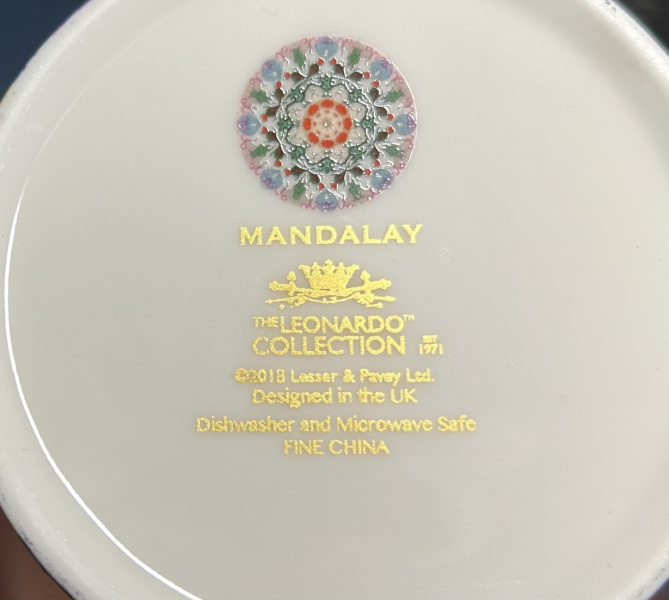 MANDALAY
THE LEONARDO™
COLLECTION EST 1971
©2018 Lesser & Pavey Ltd.
Designed in the UK
Dishwasher and Microwave Safe
FINE CHINA